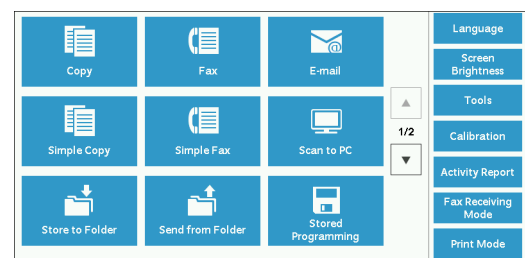 Copy
Fax
E-mail
Simple Copy
Simple Fax
Scan to PC
Store to Folder
Send from Folder
Stored
Programming
1/2
Language
Screen
Brightness
Tools
Calibration
Activity Report
Fax Receiving
Mode
Print Mode